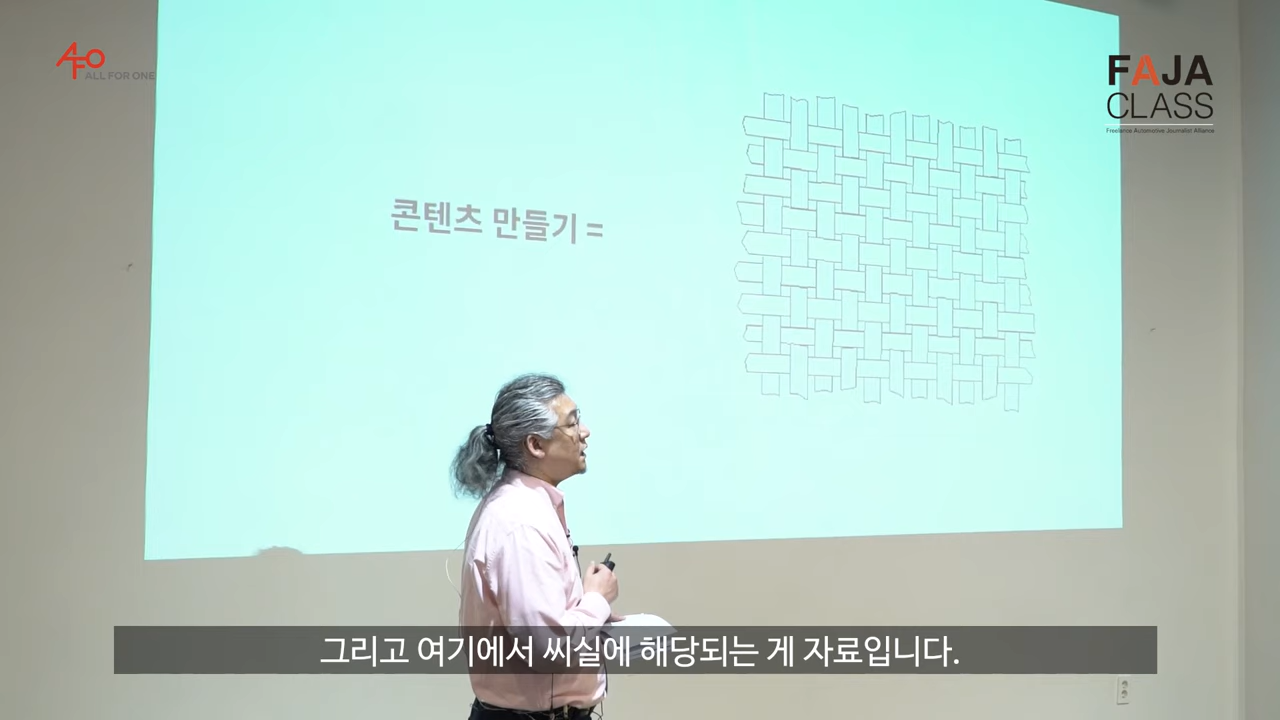 AFO
ALL FOR ONE
FAJA
CLASS
Freelance Automotive Journalist Alliance
콘텐츠 만들기 =
그리고 여기에서 씨실에 해당되는 게 자료입니다.